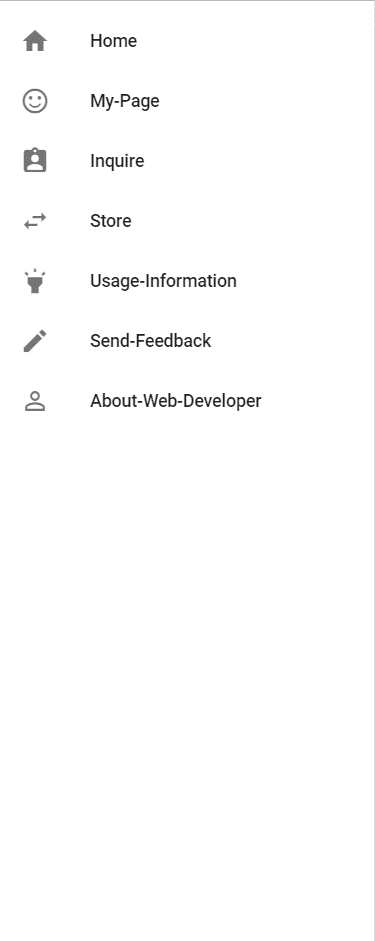 Home
My-Page
Inquire
Store
Usage-Information
Send-Feedback
About-Web-Developer